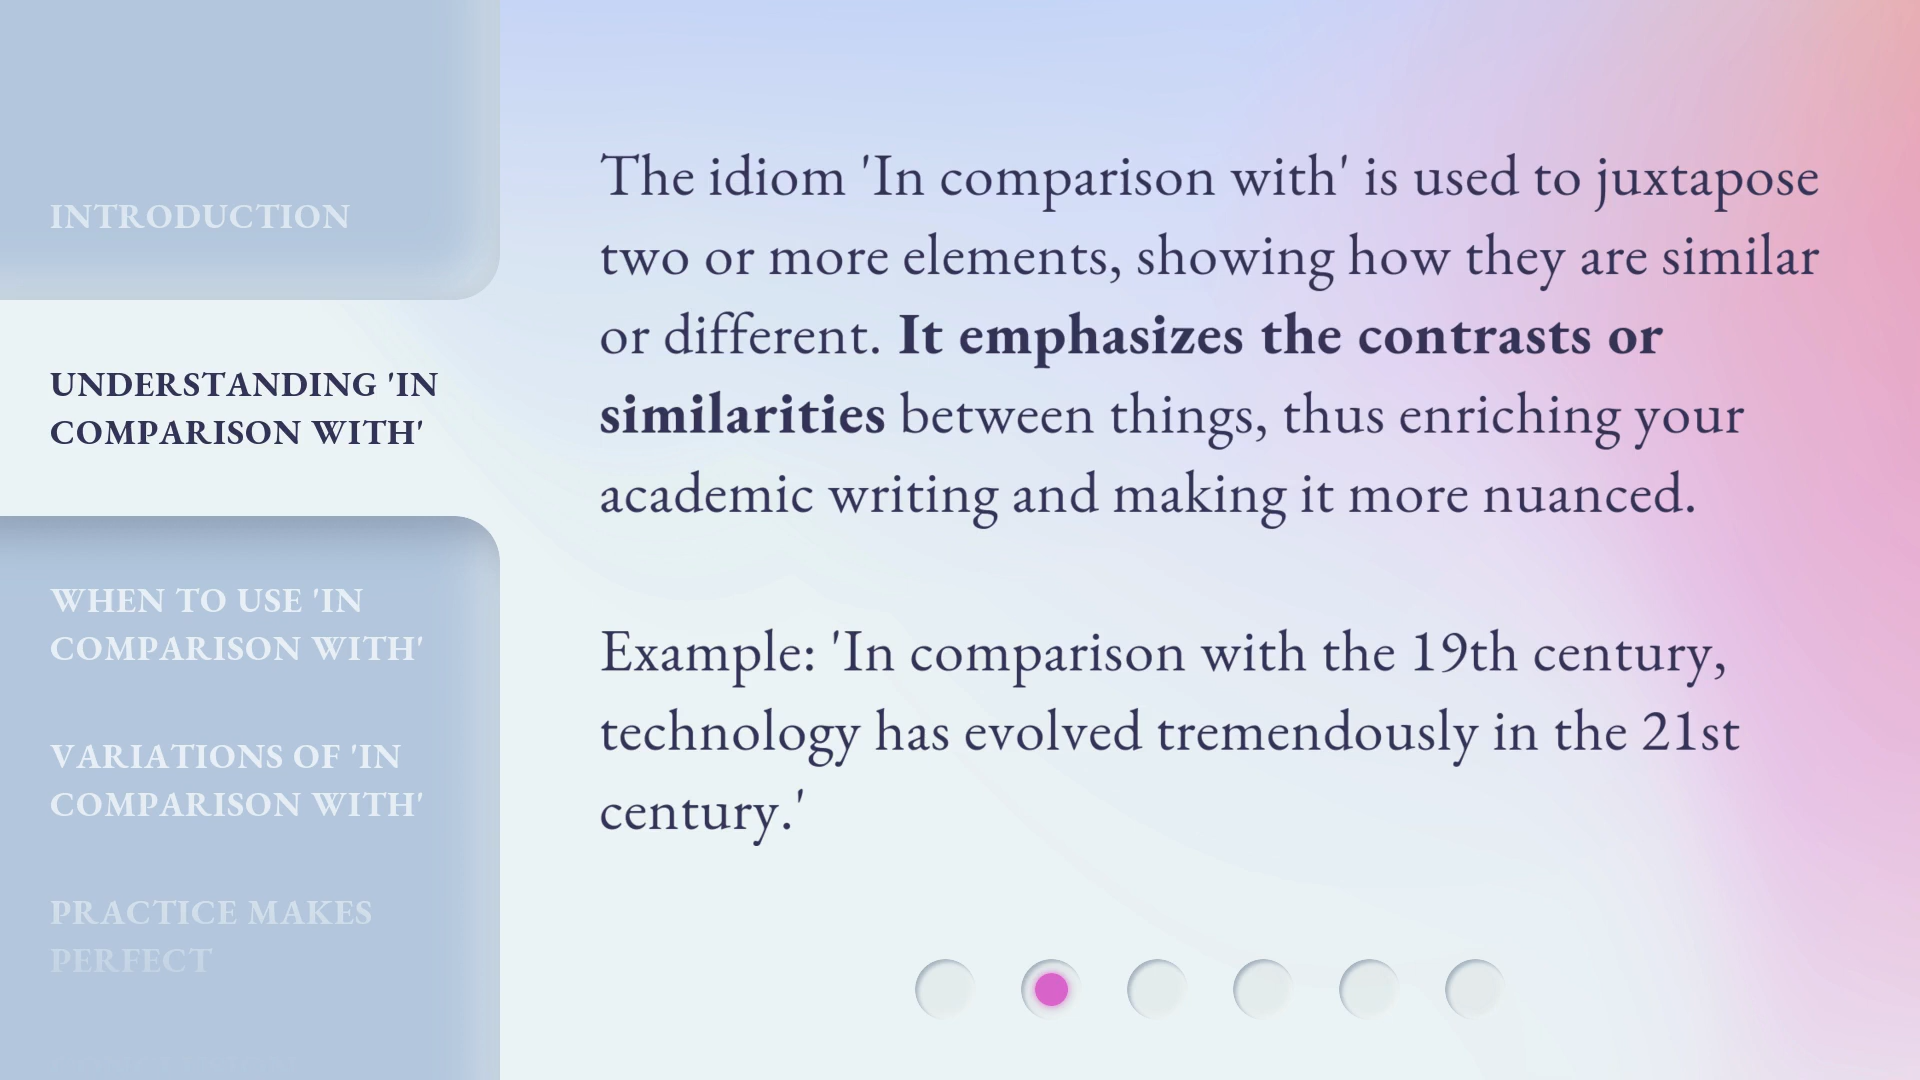 INTRODUCTION
UNDERSTANDING 'IN
COMPARISON WITH'
WHEN TO USE 'IN
COMPARISON WITH'
VARIATIONS OF 'IN
COMPARISON WITH'
PRACTICE MAKES
PERFECT
The idiom 'In comparison with' is used to juxtapose
two or more elements, showing how they are similar
or different. It emphasizes the contrasts or
similarities between things, thus enriching your
academic writing and making it more nuanced.
Example: 'In comparison with the 19th century,
technology has evolved tremendously in the 21st
century.'